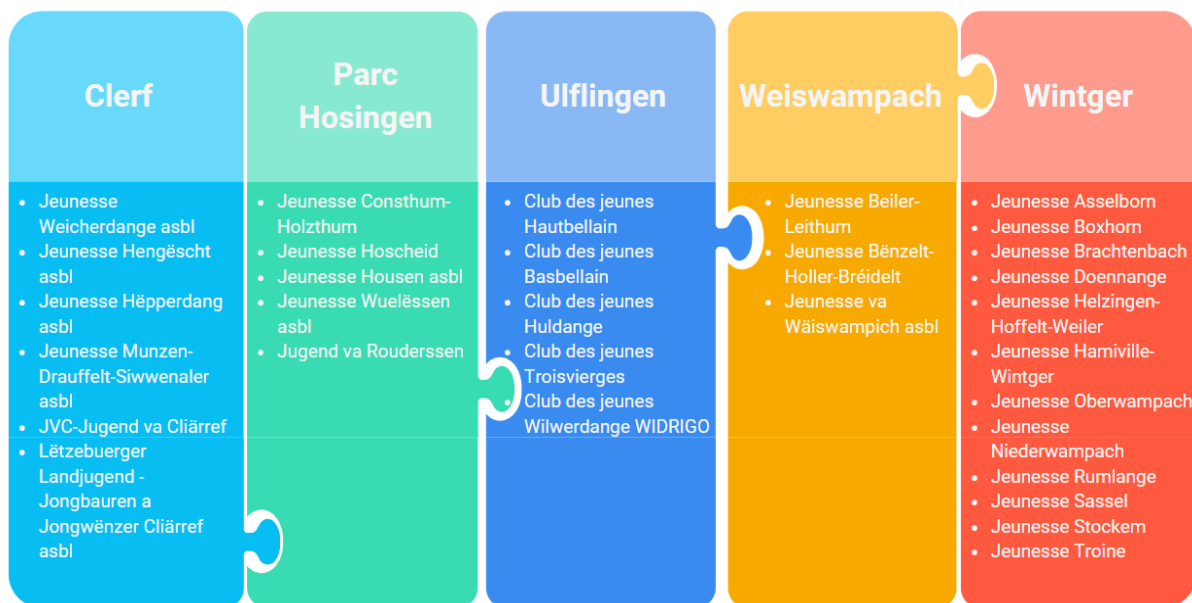 Clerf
Jeunesse
Weicherdange asbl
Jeunesse Hengëscht
asbl
Jeunesse Hëpperdang
asbl
Jeunesse Munzen-
Drauffelt-Siwwenaler
asbl
JVC-Jugend va Cliärref
Lëtzebuerger
Landjugend -
Jongbauren a
Jongwënzer Cliärref
asbl
Parc
Hosingen
Jeunesse Consthum-
Holzthum
Jeunesse Hoscheid
Jeunesse Housen asbl
Jeunesse Wuelëssen
asbl
Jugend va Rouderssen
Ulflingen
Club des jeunes
Hautbellain
Club des jeunes
Basbellain
Club des jeunes
Huldange
Club des jeunes
Troisvierges
Club des jeunes
Wilwerdange WIDRIGO
Weiswampach
Jeunesse Beiler-
Leithum
Jeunesse Bënzelt-
Holler-Bréidelt
Jeunesse va
Wäiswampich asbl
Wintger
Jeunesse Asselborn
Jeunesse Boxhorn
Jeunesse Brachtenbach
Jeunesse Doennange
Jeunesse Helzingen-
Hoffelt-Weiler
Jeunesse Hamiville-
Wintger
Jeunesse Oberwampach
Jeunesse
Niederwampach
Jeunesse Rumlange
Jeunesse Sassel
Jeunesse Stockem
Jeunesse Troine